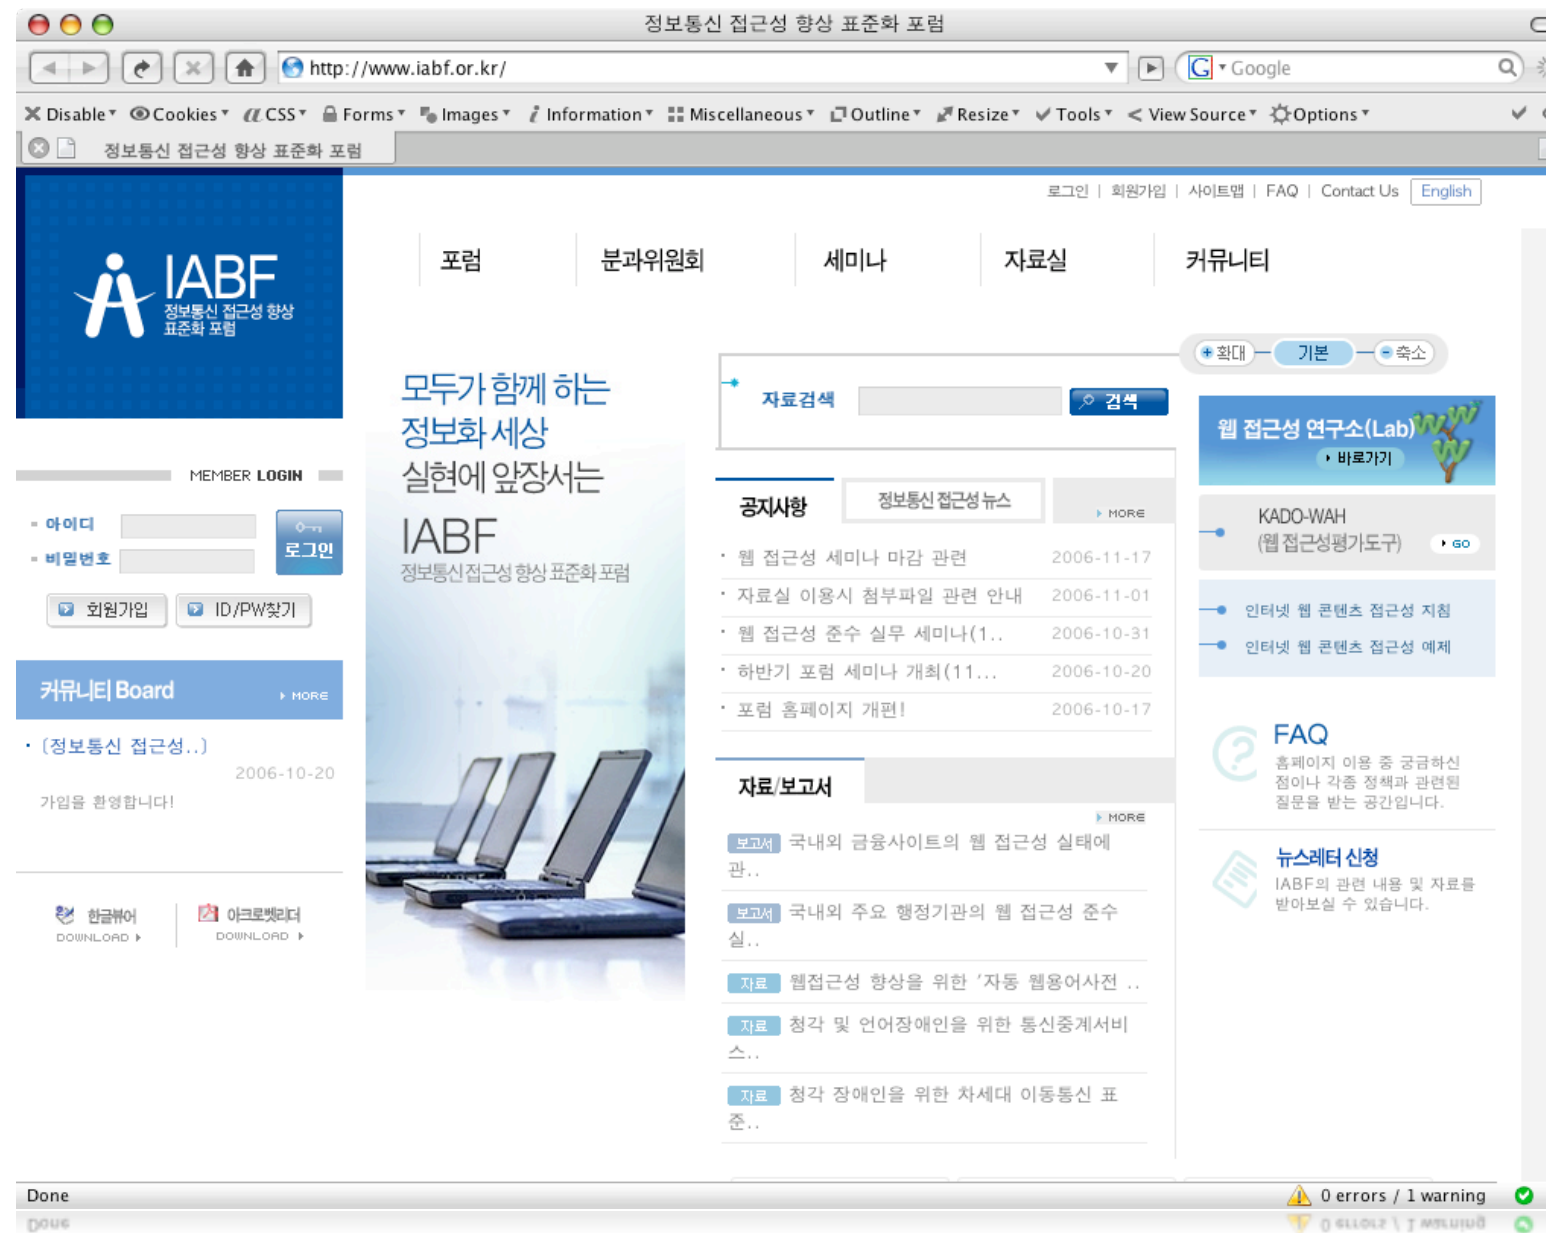 정보통신 접근성 향상 표준화 포럼
http://www.iabf.or.kr/
Google
Disable Cookies CSS Forms Images Information Miscellaneous Outline Resize Tools View Source Options
정보통신 접근성 향상 표준화 포럼
로그인 | 회원가입 | 사이트맵 | FAQ | Contact Us English
IABF
정보통신 접근성 향상
표준화 포럼
포럼 분과위원회 세미나 자료실 커뮤니티
확대 기본 축소
MEMBER LOGIN
아이디
비밀번호
로그인
회원가입 ID/PW찾기
커뮤니티 Board MORE
[정보통신 접근성..]
2006-10-20
가입을 환영합니다!
한글뷰어
DOWNLOAD
아크로벳리더
DOWNLOAD
모두가 함께 하는
정보화 세상
실현에 앞장서는
IABF
정보통신 접근성 향상 표준화 포럼
자료검색 검색
공지사항 정보통신 접근성 뉴스 MORE
웹 접근성 세미나 마감 관련 2006-11-17
자료실 이용시 첨부파일 관련 안내 2006-11-01
웹 접근성 준수 실무 세미나(1.. 2006-10-31
하반기 포럼 세미나 개최(11... 2006-10-20
포럼 홈페이지 개편! 2006-10-17
자료/보고서
MORE
보고서 국내외 금융사이트의 웹 접근성 실태에
관..
보고서 국내외 주요 행정기관의 웹 접근성 준수
실..
자료 웹접근성 향상을 위한 '자동 웹용어사전 ..
자료 청각 및 언어장애인을 위한 통신중계서비
스..
자료 청각 장애인을 위한 차세대 이동통신 표
준..
웹 접근성 연구소(Lab)
바로가기
KADO-WAH
(웹 접근성평가도구) GO
인터넷 웹 콘텐츠 접근성 지침
인터넷 웹 콘텐츠 접근성 예제
FAQ
홈페이지 이용 중 궁금하신
점이나 각종 정책과 관련된
질문을 받는 공간입니다.
뉴스레터 신청
IABF의 관련 내용 및 자료를
받아보실 수 있습니다.
Done 0 errors / 1 warning